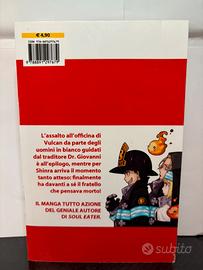 € 4,90
L'assalto all'officina di
Vulcan da parte degli
uomini in bianco guidati
dal traditore Dr. Giovanni
è all'epilogo, mentre per
Shinra arriva il momento
tanto atteso: finalmente
ha davanti a sé il fratello
che pensava morto!
IL MANGA TUTTO AZIONE
DEL GENIALE AUTORE
DI SOUL EATER.
subito